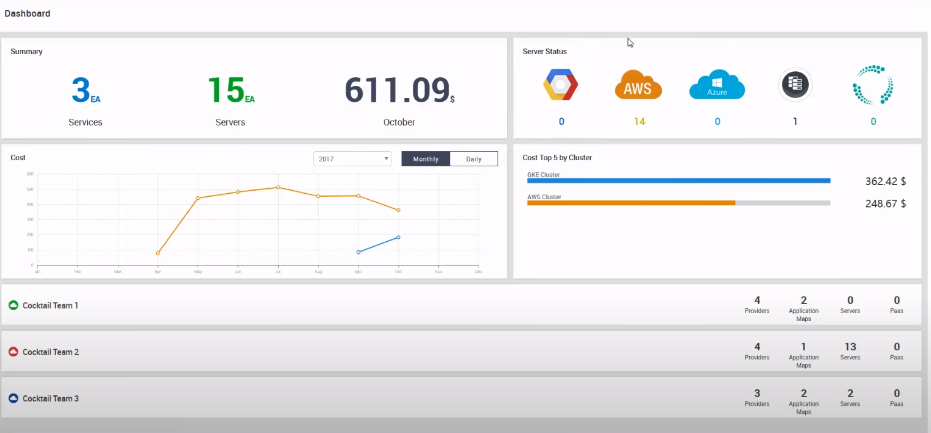 Dashboard
Summary
3 EA
Services
15 EA
Servers
611.09 $
October
Server Status
AWS
Azure
0
14
0
1
0
Cost
2017
Monthly
Daily
600
500
400
300
200
100
0
Jan
Feb
Mar
Apr
May
Jun
Jul
Aug
Sep
Oct
Nov
Dec
Cost Top 5 by Cluster
GKE Cluster
362.42 $
AWS Cluster
248.67 $
Cocktail Team 1
4
Providers
2
Application
Maps
0
Servers
0
Paas
Cocktail Team 2
4
Providers
1
Application
Maps
13
Servers
0
Paas
Cocktail Team 3
3
Providers
2
Application
Maps
2
Servers
0
Paas